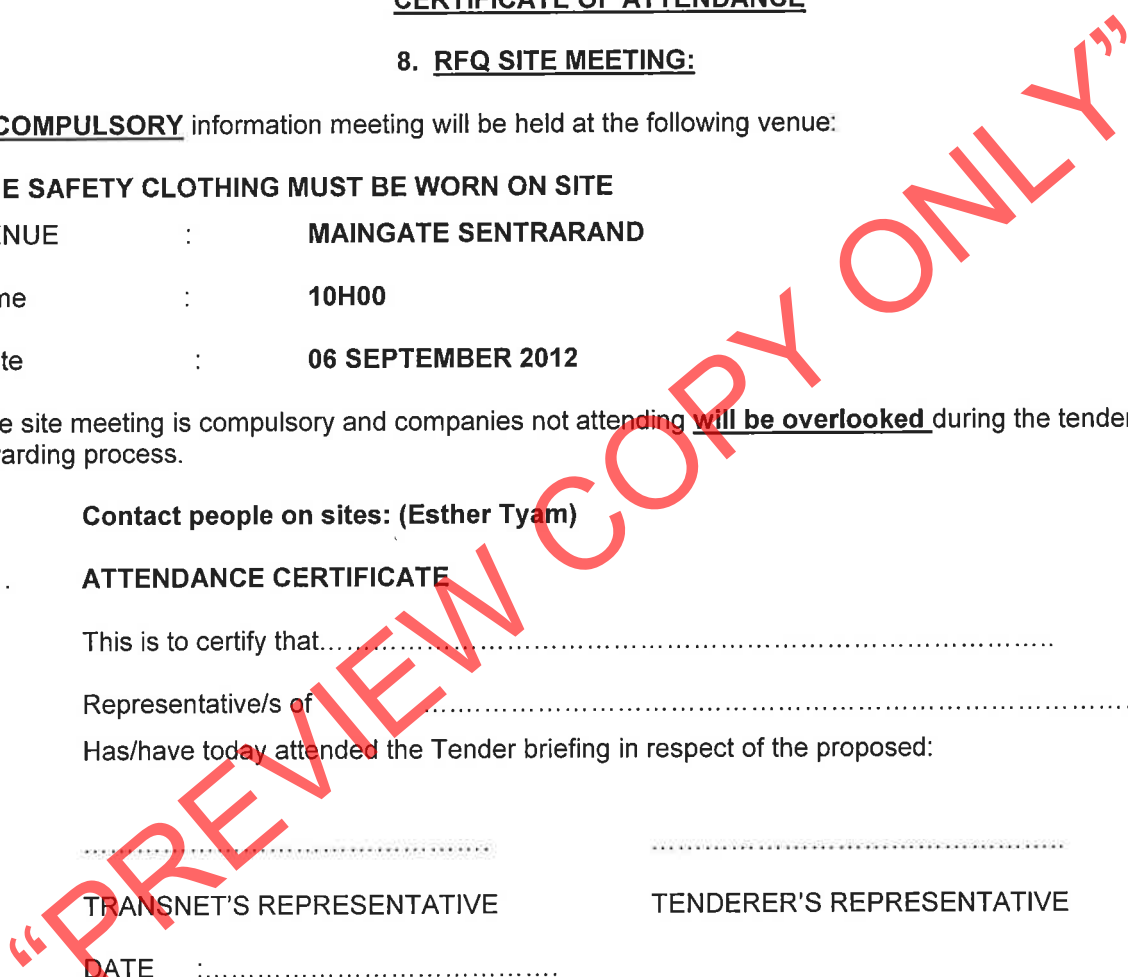 CERTIFICATE OF ATTENDANCE
8. RFQ SITE MEETING:
COMPULSORY information meeting will be held at the following venue:
E SAFETY CLOTHING MUST BE WORN ON SITE
ENUE : MAINGATE SENTRARAND
me : 10H00
te : 06 SEPTEMBER 2012
e site meeting is compulsory and companies not attending will be overlooked during the tender
arding process.
Contact people on sites: (Esther Tyam)
. ATTENDANCE CERTIFICATE
This is to certify that……………………………………………………………………………..
Representative/s of ……………………………………………………………………………
Has/have today attended the Tender briefing in respect of the proposed:
…………………………………………… ……………………………………………
TRANSNET'S REPRESENTATIVE TENDERER'S REPRESENTATIVE
DATE :…………………………………….
"PREVIEW COPY ONLY"